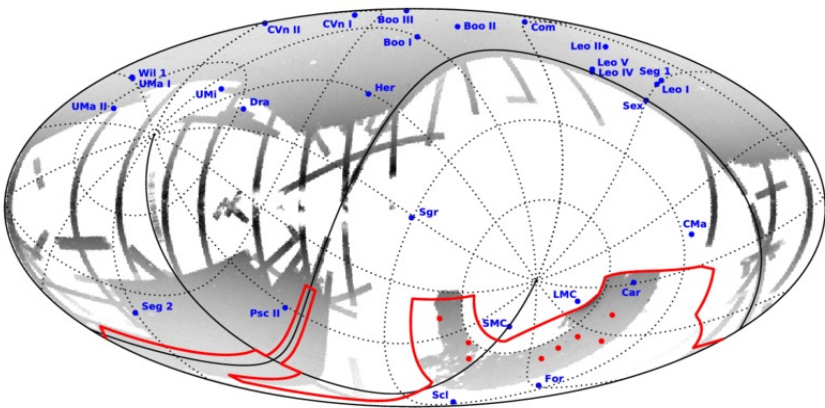 CVn II
CVn I
Boo III
Boo II
Com
Boo I
Leo II
Leo V
Leo IV
Seg 1
Leo I
Wil 1
UMa I
UMi
Her
UMa II
Dra
Sex
Sgr
CMa
Car
LMC
Seg 2
Psc II
SMC
For
Scl